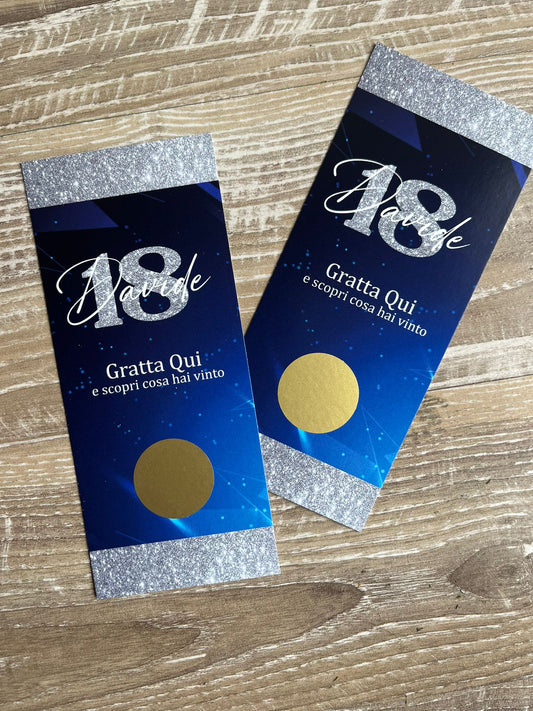 18
Davide
Gratta Qui
e scopri cosa hai vinto
18
Davide
Gratta Qui
e scopri cosa hai vinto